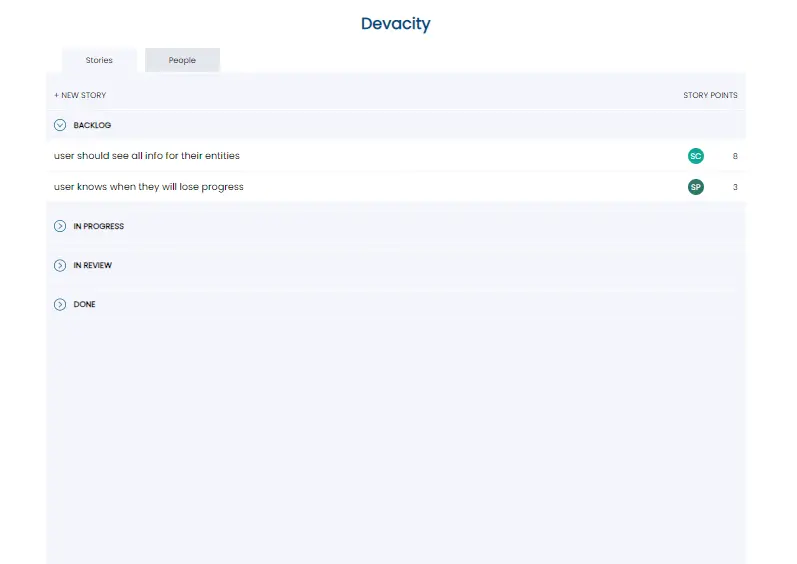 Devacity
Stories People
+ NEW STORY STORY POINTS
BACKLOG
user should see all info for their entities SC 8
user knows when they will lose progress SP 3
IN PROGRESS
IN REVIEW
DONE